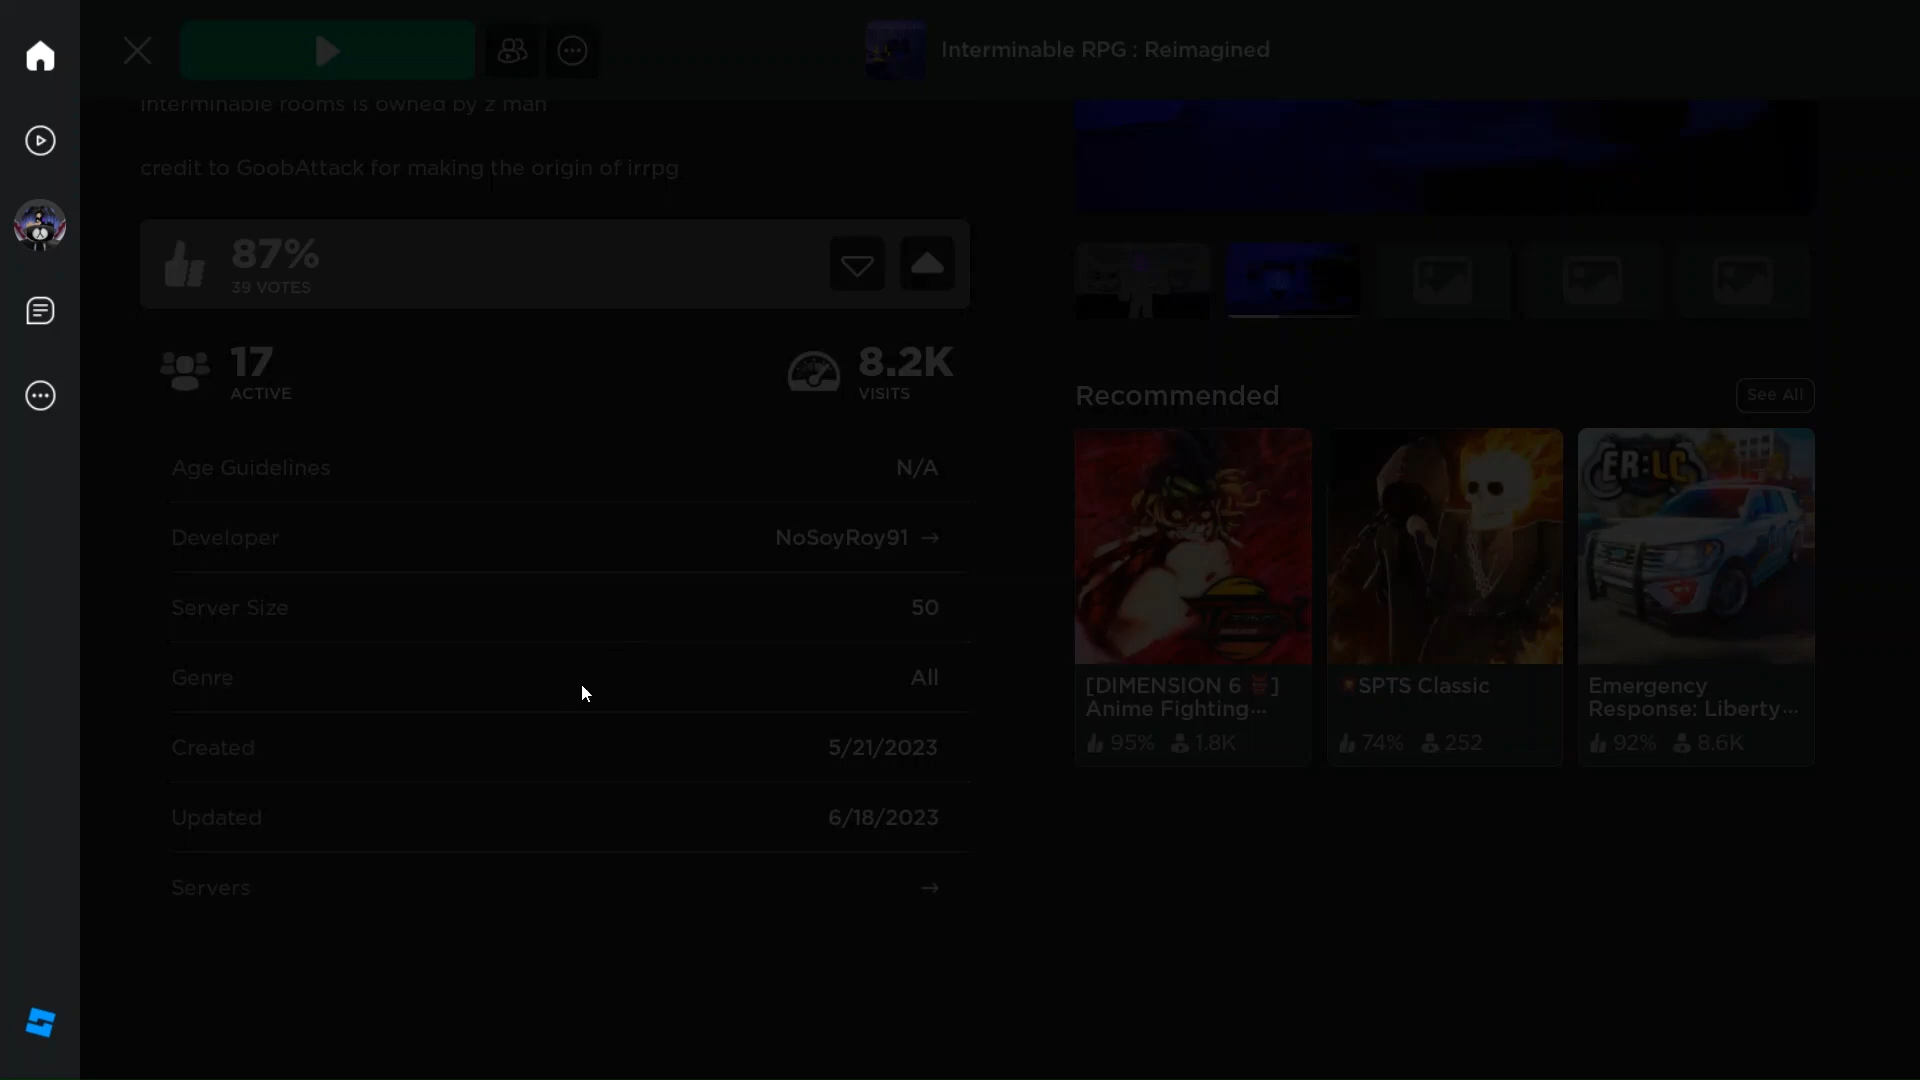 Interminable RPG : Reimagined
Interminable rooms is owned by z man
credit to GoobAttack for making the origin of irrpg
87%
39 VOTES
17
ACTIVE
8.2K
VISITS
Age Guidelines
N/A
Developer
NoSoyRoy91 →
Server Size
50
Genre
All
Created
5/21/2023
Updated
6/18/2023
Servers
→
Recommended
See All
[DIMENSION 6 👹]
Anime Fighting...
95% 1.8K
💥SPTS Classic
74% 252
ER:LC
Emergency
Response: Liberty...
92% 8.6K